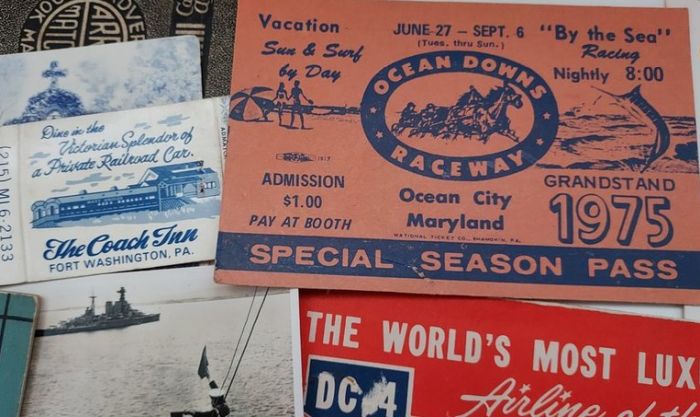 Vacation
Sun & Surf
by Day
JUNE 27 - SEPT. 6
(Tues. thru Sun.)
"By the Sea"
Racing
Nightly 8:00
OCEAN DOWNS
RACEWAY
ADMISSION
$1.00
PAY AT BOOTH
Ocean City
Maryland
NATIONAL TICKET CO., SHAMOKIN, PA.
GRANDSTAND
1975
SPECIAL SEASON PASS
Dine in the
Victorian Splendor of
a Private Railroad Car.
The Coach Inn
FORT WASHINGTON, PA.
(215) MI 6-2133
THE WORLD'S MOST LUX
DC 4